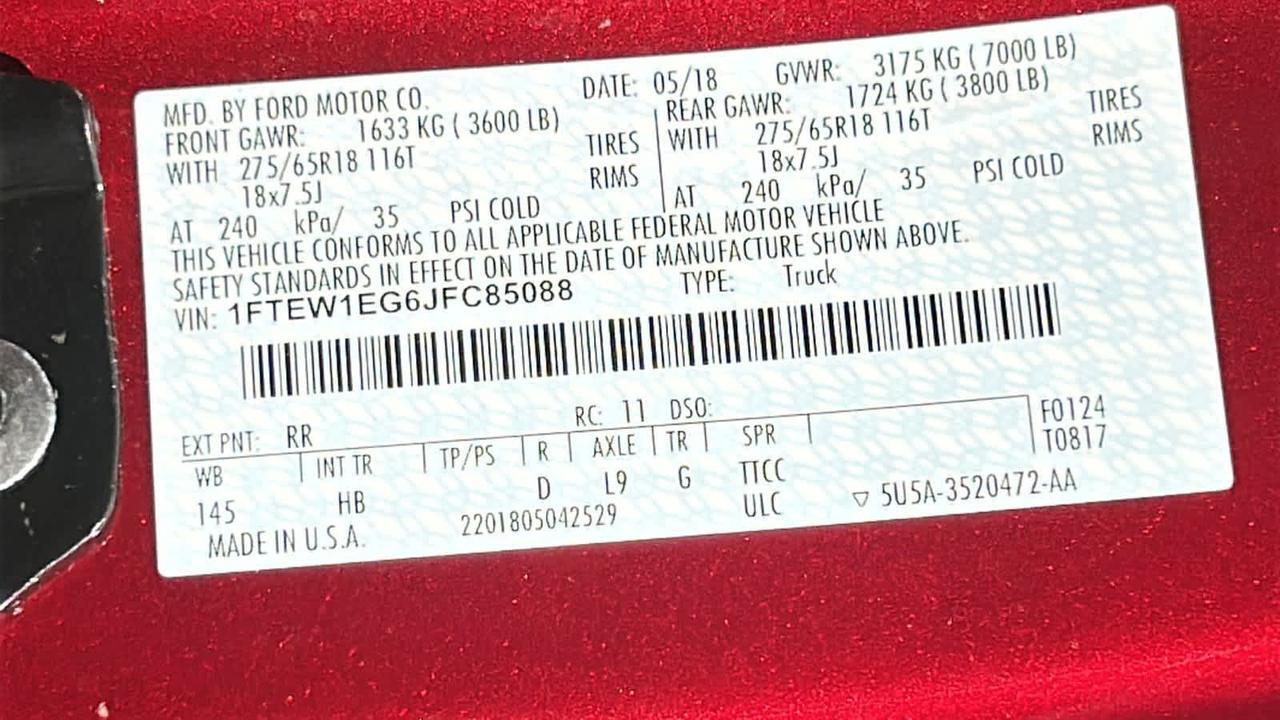 MFD. BY FORD MOTOR CO. DATE: 05/18 GVWR: 3175 KG ( 7000 LB)
FRONT GAWR: 1633 KG ( 3600 LB) REAR GAWR: 1724 KG ( 3800 LB)
WITH 275/65R18 116T TIRES WITH 275/65R18 116T TIRES
18x7.5J RIMS 18x7.5J RIMS
AT 240 kPa/ 35 PSI COLD AT 240 kPa/ 35 PSI COLD
THIS VEHICLE CONFORMS TO ALL APPLICABLE FEDERAL MOTOR VEHICLE
SAFETY STANDARDS IN EFFECT ON THE DATE OF MANUFACTURE SHOWN ABOVE.
VIN: 1FTEW1EG6JFC85088 TYPE: Truck
EXT PNT: RR RC: 11 DSO: F0124
WB INT TR TP/PS R AXLE TR SPR T0817
145 HB D L9 G TTCC
MADE IN U.S.A. 2201805042529 ULC ▽ 5U5A-3520472-AA